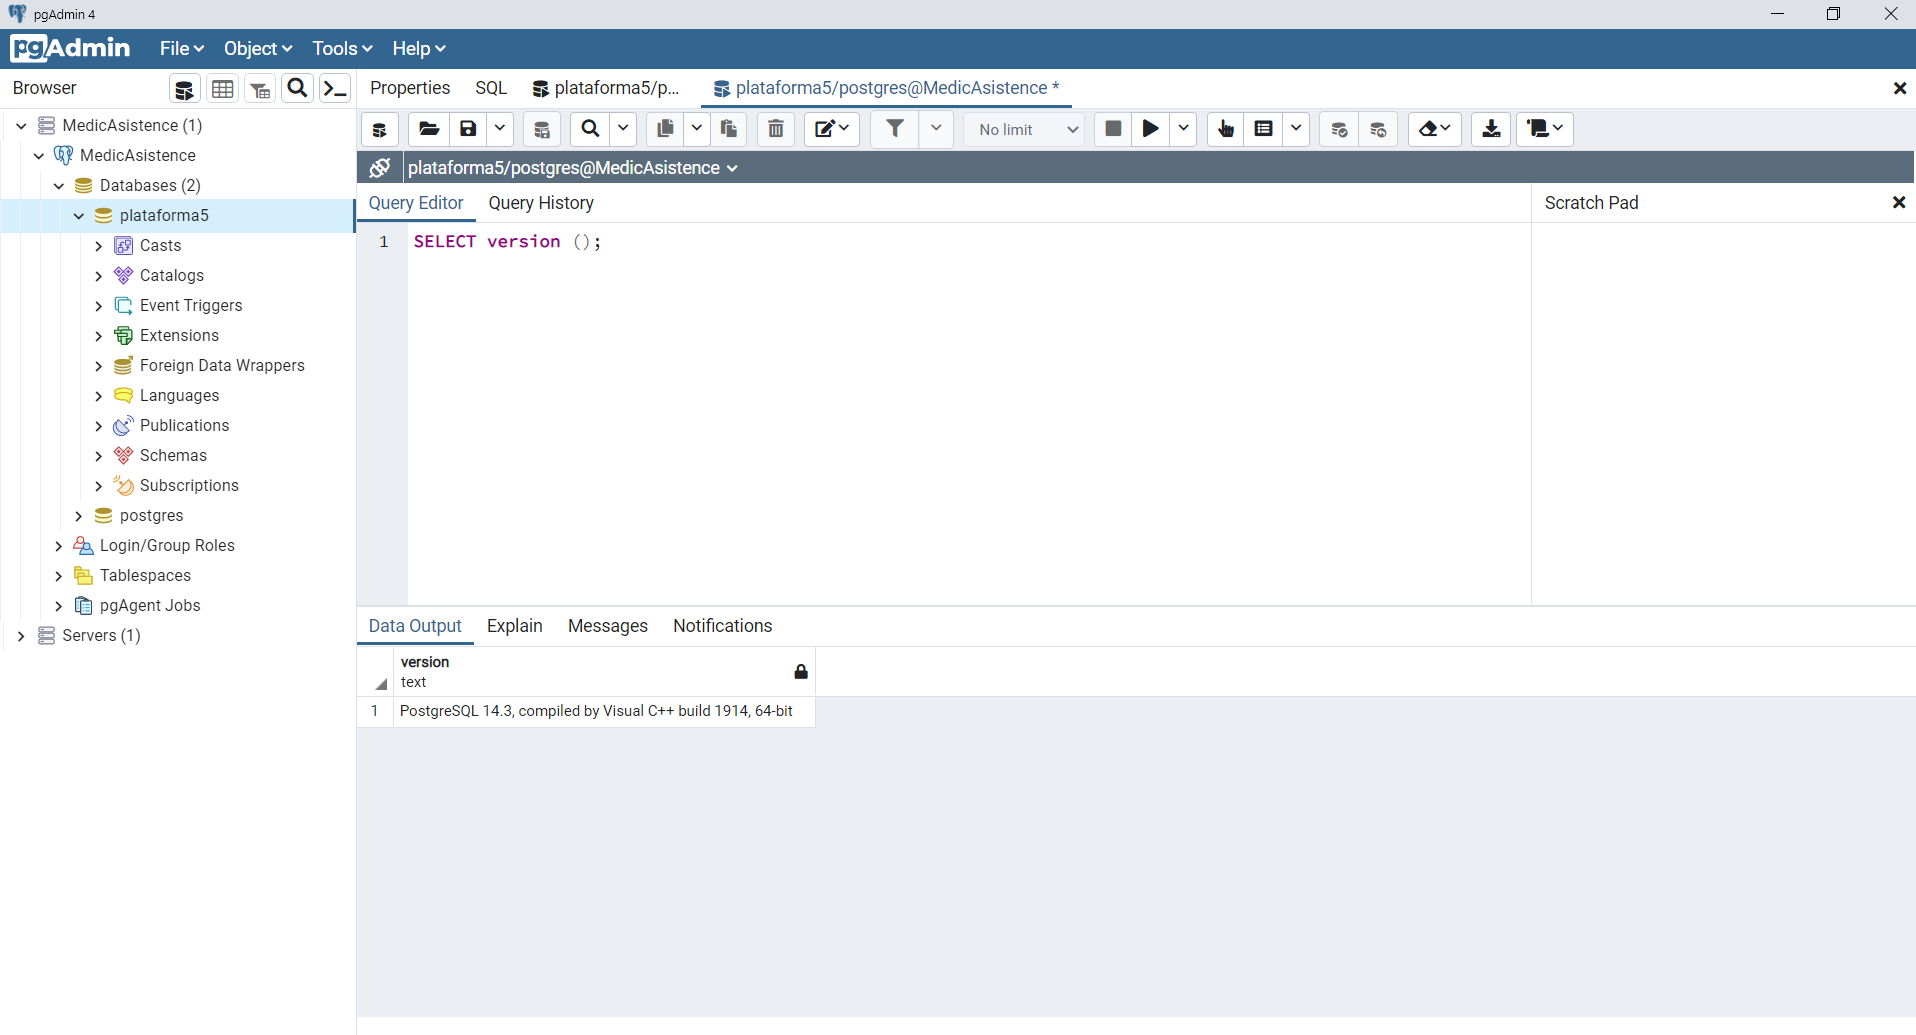 pgAdmin 4
pgAdmin File Object Tools Help
Browser
Properties SQL plataforma5/p... plataforma5/postgres@MedicAsistence *
MedicAsistence (1)
MedicAsistence
Databases (2)
plataforma5
Casts
Catalogs
Event Triggers
Extensions
Foreign Data Wrappers
Languages
Publications
Schemas
Subscriptions
postgres
Login/Group Roles
Tablespaces
pgAgent Jobs
Servers (1)
No limit
plataforma5/postgres@MedicAsistence
Query Editor Query History
Scratch Pad
1 SELECT version ();
Data Output Explain Messages Notifications
version
text
1 PostgreSQL 14.3, compiled by Visual C++ build 1914, 64-bit